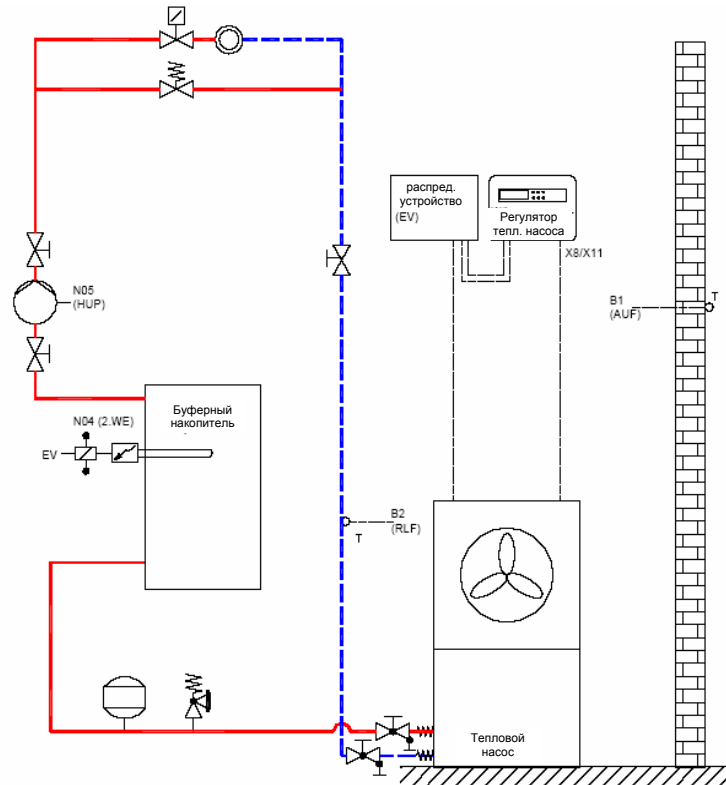 распред.
устройство
(EV)
Регулятор
тепл. насоса
X8/X11
N05
(HUP)
B1
(AUF)
T
Буферный
накопитель
N04 (2.WE)
EV
B2
(RLF)
T
Тепловой
насос